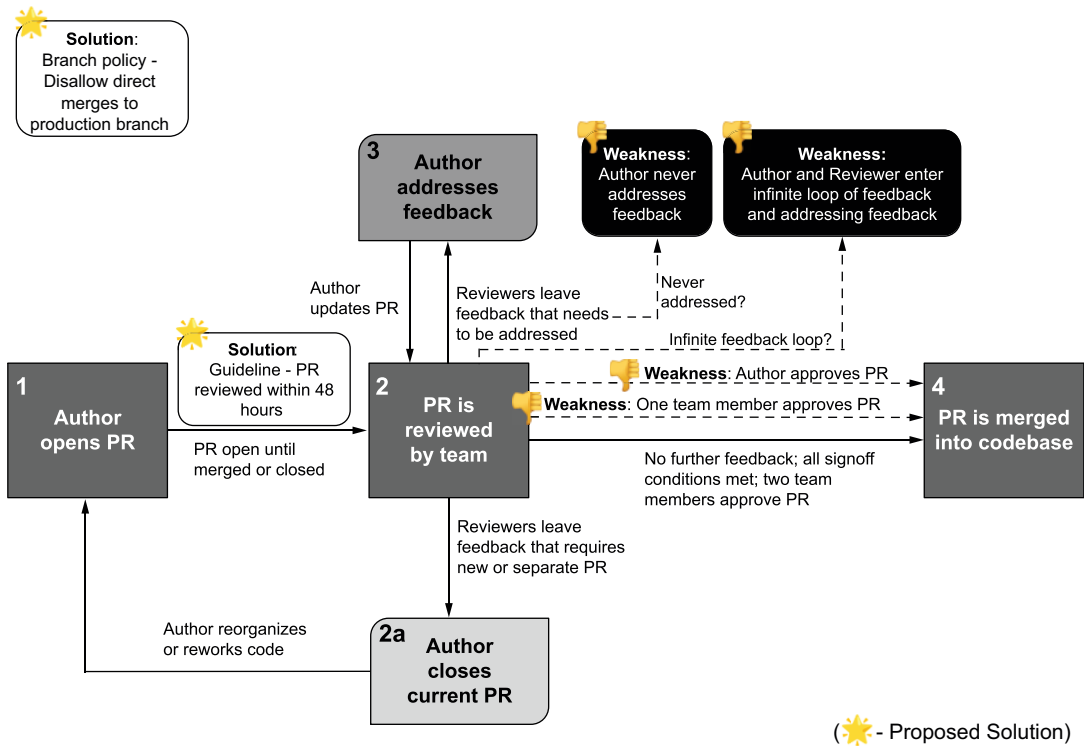 Solution:
Branch policy -
Disallow direct
merges to
production branch
3
Author
addresses
feedback
Weakness:
Author never
addresses
feedback
Weakness:
Author and Reviewer enter
infinite loop of feedback
and addressing feedback
Author
updates PR
Reviewers leave
feedback that needs
to be addressed
Never
addressed?
Infinite feedback loop?
Solution:
Guideline - PR
reviewed within 48
hours
1
Author
opens PR
PR open until
merged or closed
2
PR is
reviewed
by team
Weakness: Author approves PR
Weakness: One team member approves PR
No further feedback; all signoff
conditions met; two team
members approve PR
4
PR is merged
into codebase
Reviewers leave
feedback that requires
new or separate PR
Author reorganizes
or reworks code
2a
Author
closes
current PR
(🌟 - Proposed Solution)